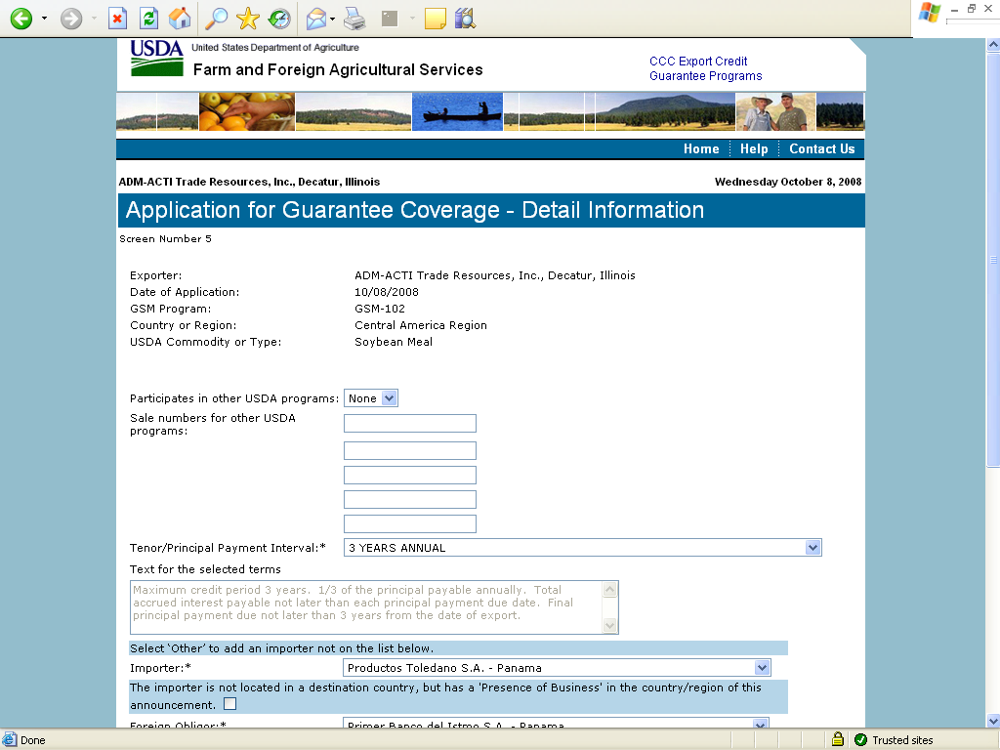 USDA
United States Department of Agriculture
Farm and Foreign Agricultural Services
CCC Export Credit
Guarantee Programs
Home Help Contact Us
ADM-ACTI Trade Resources, Inc., Decatur, Illinois Wednesday October 8, 2008
Application for Guarantee Coverage - Detail Information
Screen Number 5
Exporter: ADM-ACTI Trade Resources, Inc., Decatur, Illinois
Date of Application: 10/08/2008
GSM Program: GSM-102
Country or Region: Central America Region
USDA Commodity or Type: Soybean Meal
Participates in other USDA programs: None
Sale numbers for other USDA
programs:
Tenor/Principal Payment Interval:* 3 YEARS ANNUAL
Text for the selected terms
Maximum credit period 3 years. 1/3 of the principal payable annually. Total
accrued interest payable not later than each principal payment due date. Final
principal payment due not later than 3 years from the date of export.
Select 'Other' to add an importer not on the list below.
Importer:* Productos Toledano S.A. - Panama
The importer is not located in a destination country, but has a 'Presence of Business' in the country/region of this
announcement.
Foreign Obligor:* Primer Banco del Istmo S.A. - Panama
Done Trusted sites